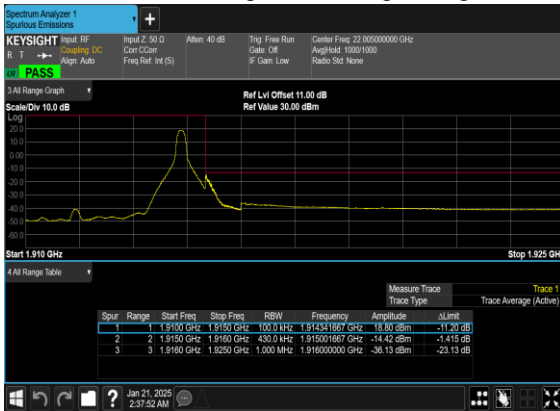 Spectrum Analyzer 1
Spurious Emissions
+
KEYSIGHT Input: RF Input Z: 50 Ω Atten: 40 dB Trig: Free Run Center Freq: 22.005000000 GHz
R T Coupling: DC Corr CCorr Gate: Off Avg|Hold: 1000/1000
Align: Auto Freq Ref: Int (S) IF Gain: Low Radio Std: None
LNI PASS
3 All Range Graph
Ref Lvl Offset 11.00 dB
Scale/Div 10.0 dB Ref Value 30.00 dBm
Log
20.0
10.0
0.00
-10.0
-20.0
-30.0
-40.0
-50.0
-60.0
Start 1.910 GHz Stop 1.925 GH
4 All Range Table
Measure Trace Trace 1
Trace Type Trace Average (Active)
Spur Range Start Freq Stop Freq RBW Frequency Amplitude ΔLimit
1 1 1.9100 GHz 1.9150 GHz 100.0 kHz 1.914341667 GHz 18.80 dBm -11.20 dB
2 2 1.9150 GHz 1.9160 GHz 430.0 kHz 1.915001667 GHz -14.42 dBm -1.415 dB
3 3 1.9160 GHz 1.9250 GHz 1.000 MHz 1.916000000 GHz -36.13 dBm -23.13 dB
? Jan 21, 2025
2:37:52 AM